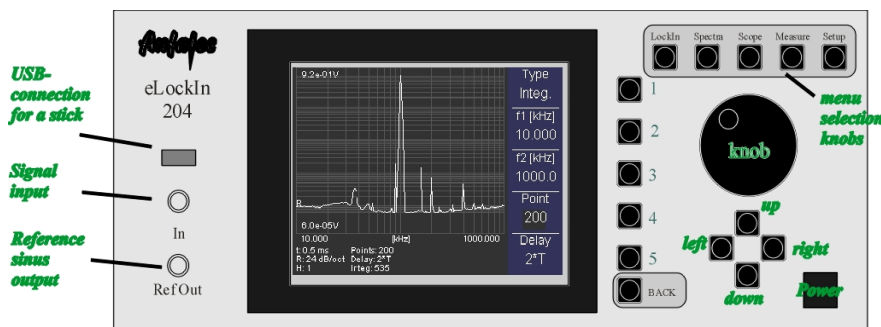 Anfatec
eLockIn
204
USB-
connection
for a stick
Signal
input
In
Reference
sinus
output
Ref Out
9.2e-01V
R
6.0e-05V
10.000 [kHz] 1000.000
t:0.5 ms Points: 200
R: 24 dB/oct Delay: 2*T
H: 1 Integ: 535
Type
Integ.
f1 [kHz]
10.000
f2 [kHz]
1000.0
Point
200
Delay
2*T
LockIn Spectra Scope Measure Setup
menu
selection
knobs
1
2
3
4
5
BACK
knob
up
left
right
down
Power